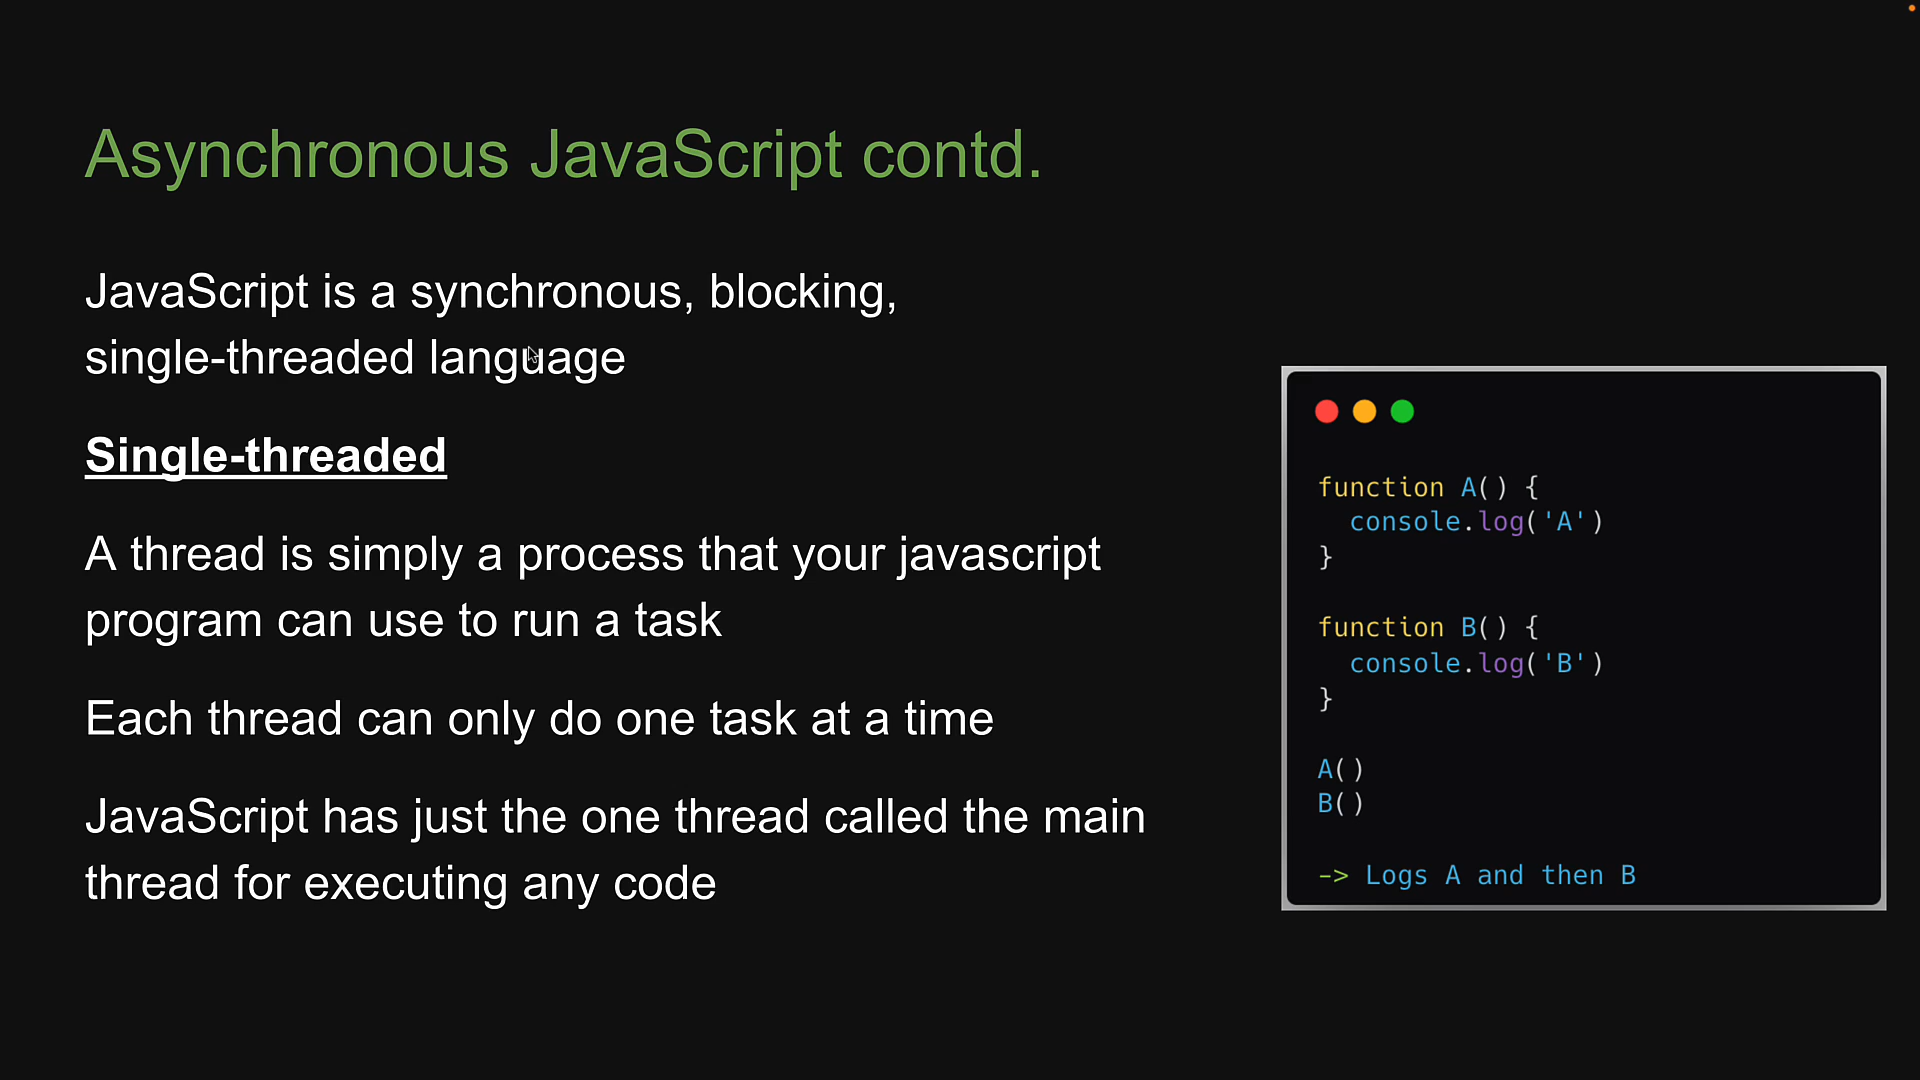 Asynchronous JavaScript contd.
JavaScript is a synchronous, blocking,
single-threaded language
Single-threaded
A thread is simply a process that your javascript
program can use to run a task
Each thread can only do one task at a time
JavaScript has just the one thread called the main
thread for executing any code
function A() {
  console.log('A')
}
function B() {
  console.log('B')
}
A()
B()
-> Logs A and then B